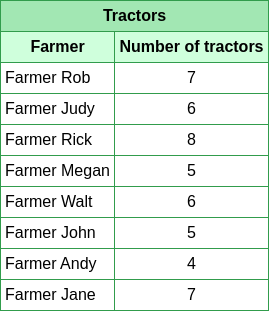 Tractors
Farmer Number of tractors
Farmer Rob 7
Farmer Judy 6
Farmer Rick 8
Farmer Megan 5
Farmer Walt 6
Farmer John 5
Farmer Andy 4
Farmer Jane 7